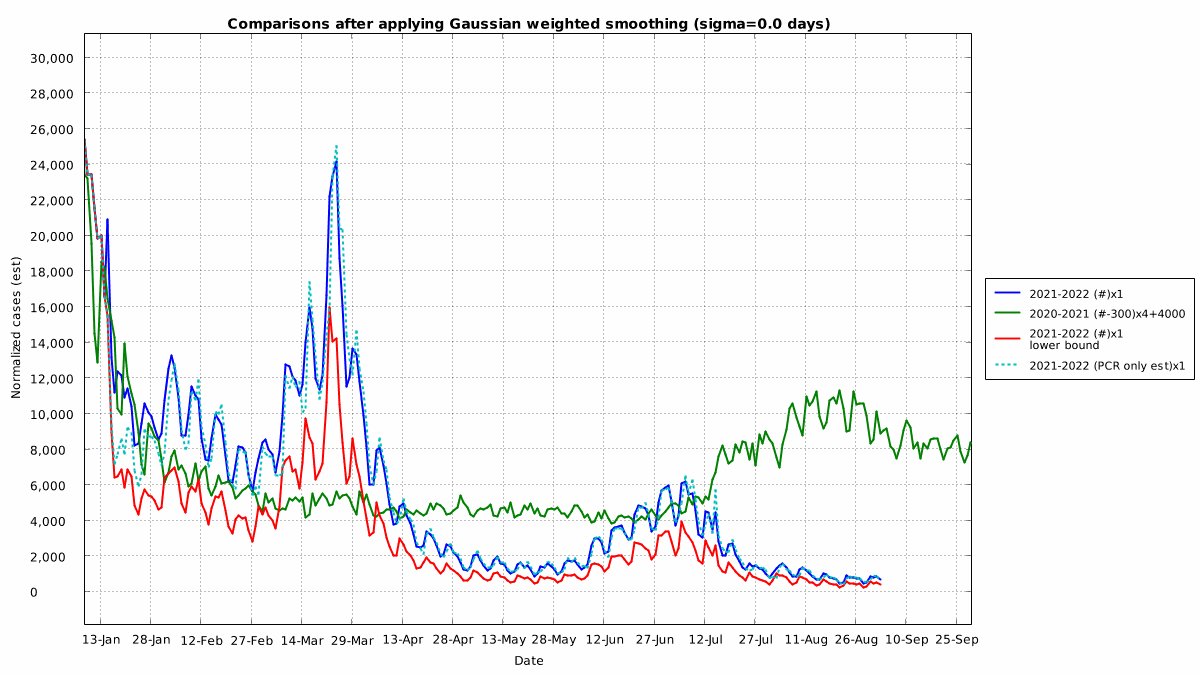 Comparisons after applying Gaussian weighted smoothing (sigma=0.0 days)
Normalized cases (est)
30,000
28,000
26,000
24,000
22,000
20,000
18,000
16,000
14,000
12,000
10,000
8,000
6,000
4,000
2,000
0
13-Jan 28-Jan 12-Feb 27-Feb 14-Mar 29-Mar 13-Apr 28-Apr 13-May 28-May 12-Jun 27-Jun 12-Jul 27-Jul 11-Aug 26-Aug 10-Sep 25-Sep
Date
2021-2022 (#)x1
2020-2021 (#-300)x4+4000
2021-2022 (#)x1
lower bound
2021-2022 (PCR only est)x1